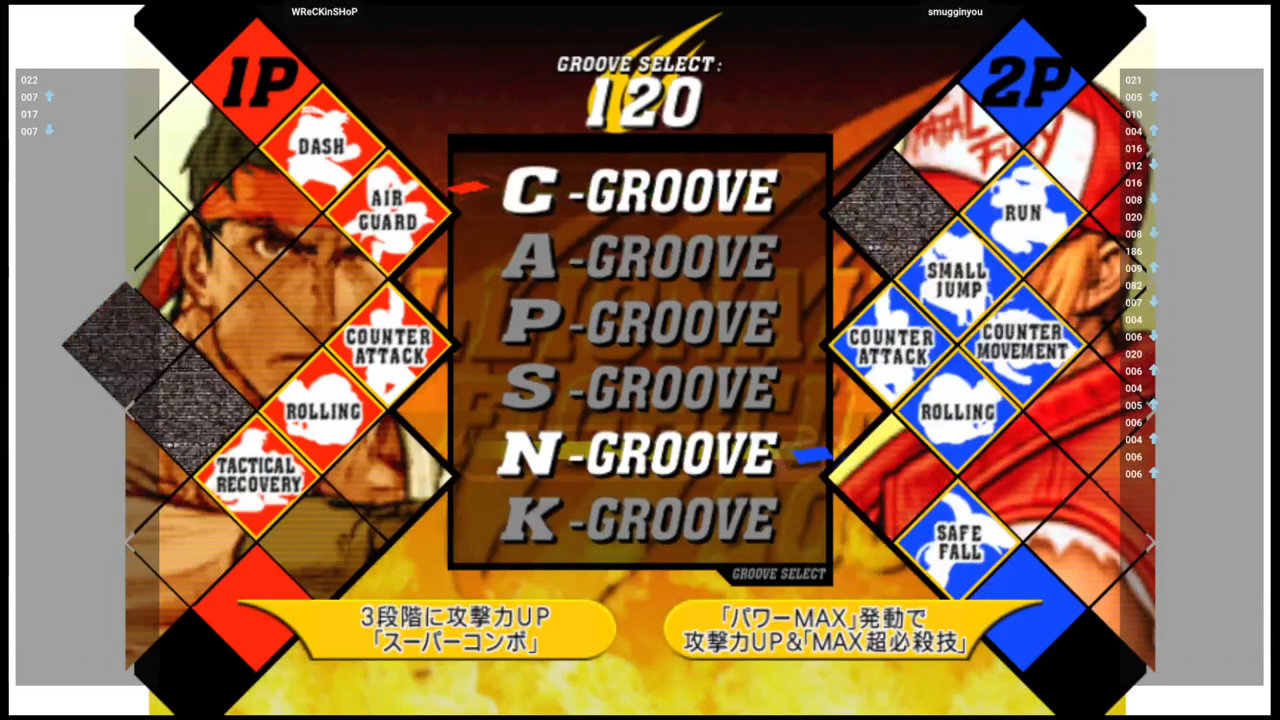 WReCKinSHoP
smugginyou
1P
2P
GROOVE SELECT:
120
FATAL
FURY
DASH
AIR
GUARD
COUNTER
ATTACK
ROLLING
TACTICAL
RECOVERY
C-GROOVE
A-GROOVE
P-GROOVE
S-GROOVE
N-GROOVE
K-GROOVE
GROOVE SELECT
RUN
SMALL
JUMP
COUNTER
ATTACK
COUNTER
MOVEMENT
ROLLING
SAFE
FALL
3段階に攻撃力UP
「スーパーコンボ」
「パワーMAX」発動で
攻撃力UP&「MAX超必殺技」
022
007
017
007
021
005
010
004
016
012
016
008
020
008
186
009
082
007
004
006
020
006
004
005
006
004
006
006